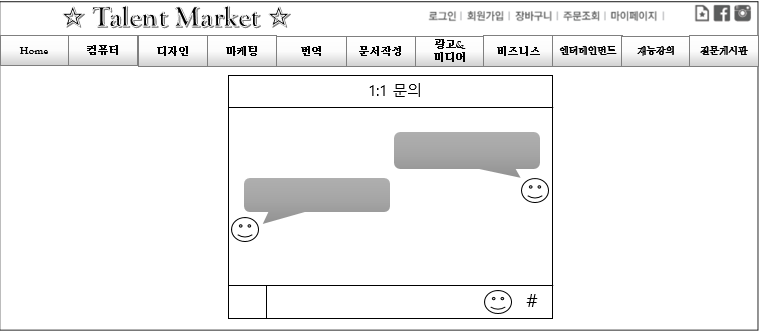 ☆ Talent Market ☆
로그인 | 회원가입 | 장바구니 | 주문조회 | 마이페이지 |
Home 컴퓨터 디자인 마케팅 번역 문서작성 광고& 미디어 비즈니스 엔터테인먼트 재능강의 질문게시판
1:1 문의
#